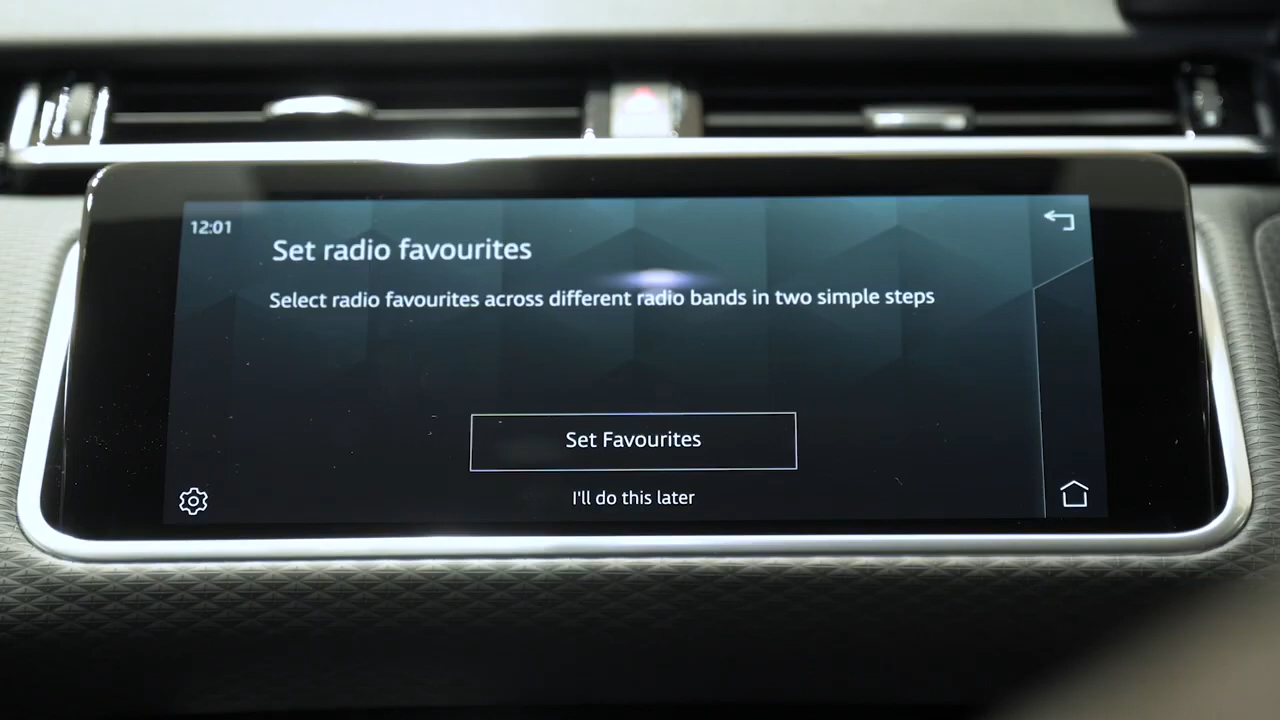 12:01
Set radio favourites
Select radio favourites across different radio bands in two simple steps
Set Favourites
I'll do this later